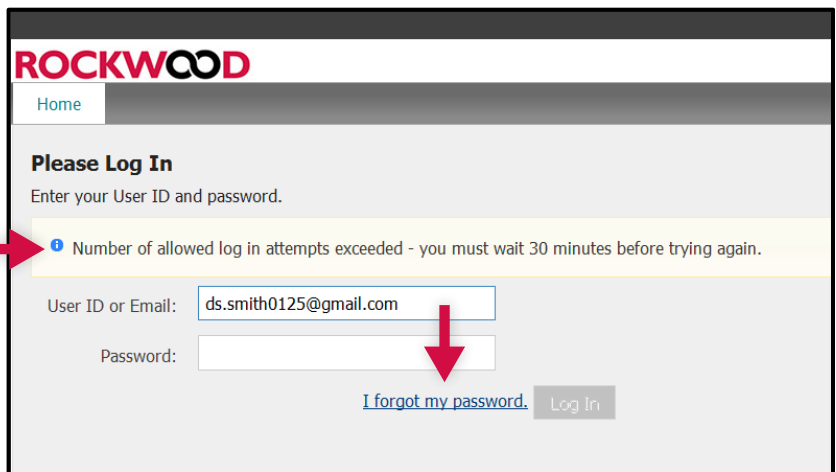 ROCKWOOD
Home
Please Log In
Enter your User ID and password.
Number of allowed log in attempts exceeded - you must wait 30 minutes before trying again.
User ID or Email: ds.smith0125@gmail.com
Password:
I forgot my password. Log In